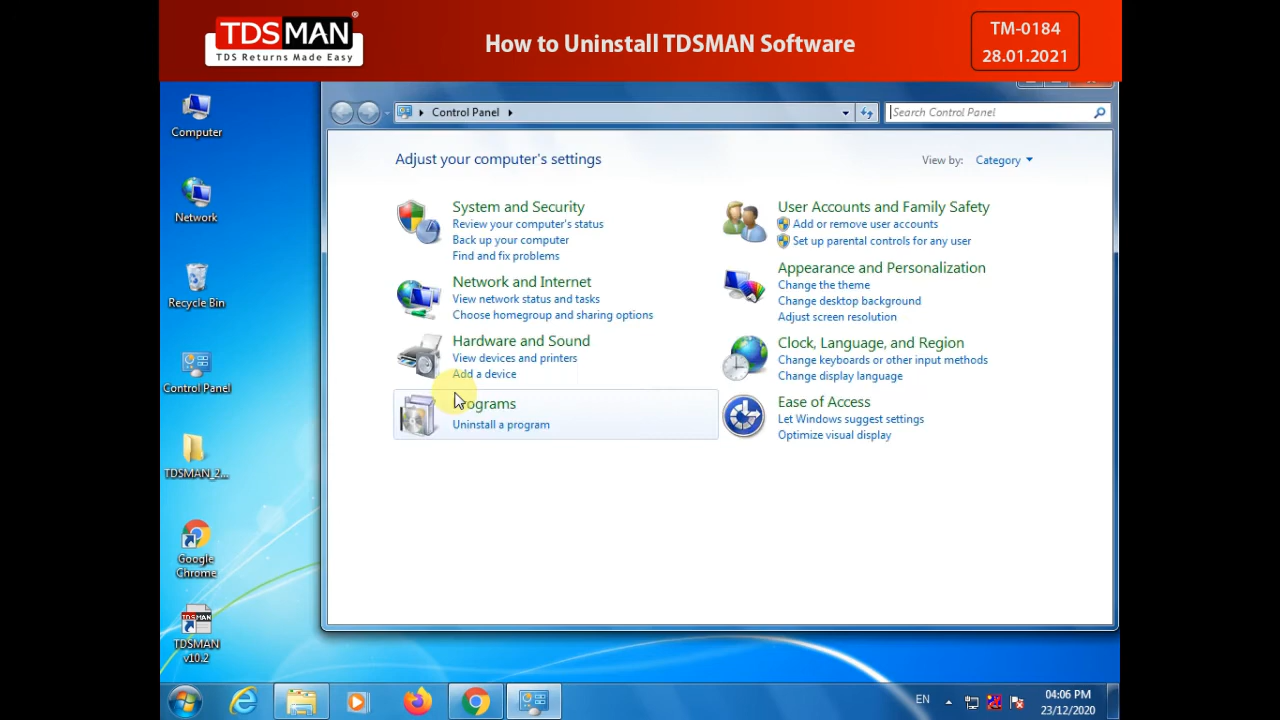 TDSMAN®
TDS Returns Made Easy
How to Uninstall TDSMAN Software
TM-0184
28.01.2021
Computer
Network
Recycle Bin
Control Panel
TDSMAN_2...
Google
Chrome
TDSMAN
v10.2
Control Panel
Search Control Panel
Adjust your computer's settings
View by: Category
System and Security
Review your computer's status
Back up your computer
Find and fix problems
Network and Internet
View network status and tasks
Choose homegroup and sharing options
Hardware and Sound
View devices and printers
Add a device
Programs
Uninstall a program
User Accounts and Family Safety
Add or remove user accounts
Set up parental controls for any user
Appearance and Personalization
Change the theme
Change desktop background
Adjust screen resolution
Clock, Language, and Region
Change keyboards or other input methods
Change display language
Ease of Access
Let Windows suggest settings
Optimize visual display
EN
04:06 PM
23/12/2020